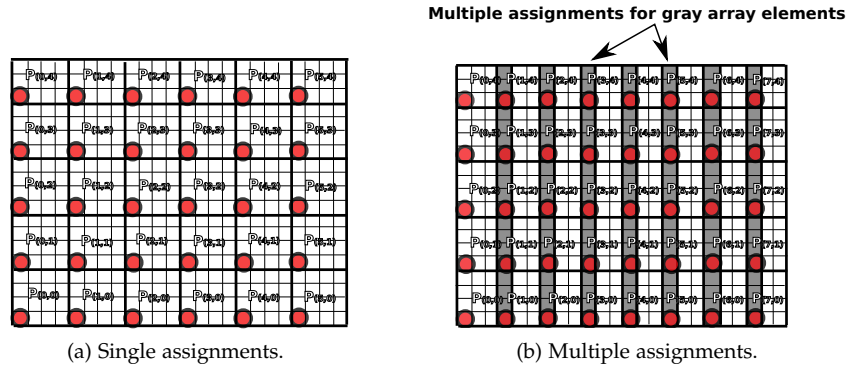 Multiple assignments for gray array elements
P(0,4) P(1,4) P(2,4) P(3,4) P(4,4) P(5,4)
P(0,3) P(1,3) P(2,3) P(3,3) P(4,3) P(5,3)
P(0,2) P(1,2) P(2,2) P(3,2) P(4,2) P(5,2)
P(0,1) P(1,1) P(2,1) P(3,1) P(4,1) P(5,1)
P(0,0) P(1,0) P(2,0) P(3,0) P(4,0) P(5,0)
(a) Single assignments.
P(0,4) P(1,4) P(2,4) P(3,4) P(4,4) P(5,4) P(6,4) P(7,4)
P(0,3) P(1,3) P(2,3) P(3,3) P(4,3) P(5,3) P(6,3) P(7,3)
P(0,2) P(1,2) P(2,2) P(3,2) P(4,2) P(5,2) P(6,2) P(7,2)
P(0,1) P(1,1) P(2,1) P(3,1) P(4,1) P(5,1) P(6,1) P(7,1)
P(0,0) P(1,0) P(2,0) P(3,0) P(4,0) P(5,0) P(6,0) P(7,0)
(b) Multiple assignments.